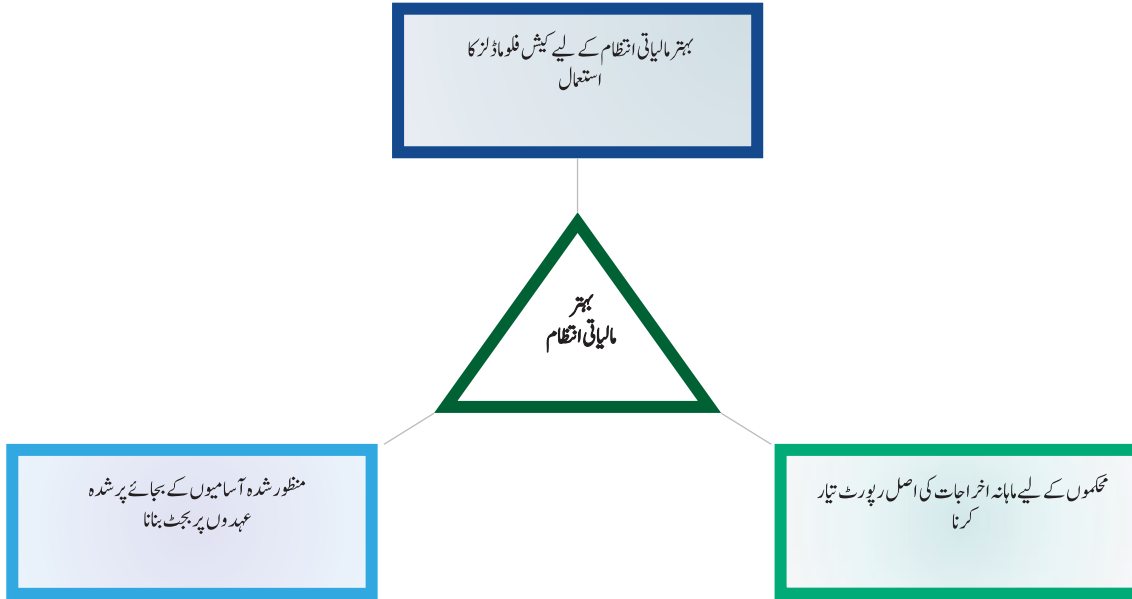 بہتر مالیاتی انتظام کے لیے کیش فلو ماڈلز کا
استعمال
بہتر
مالیاتی انتظام
محکموں کے لیے ماہانہ اخراجات کی اصل رپورٹ تیار
کرنا
منظور شدہ آسامیوں کے بجائے پر شدہ
عہدوں پر بجٹ بنانا